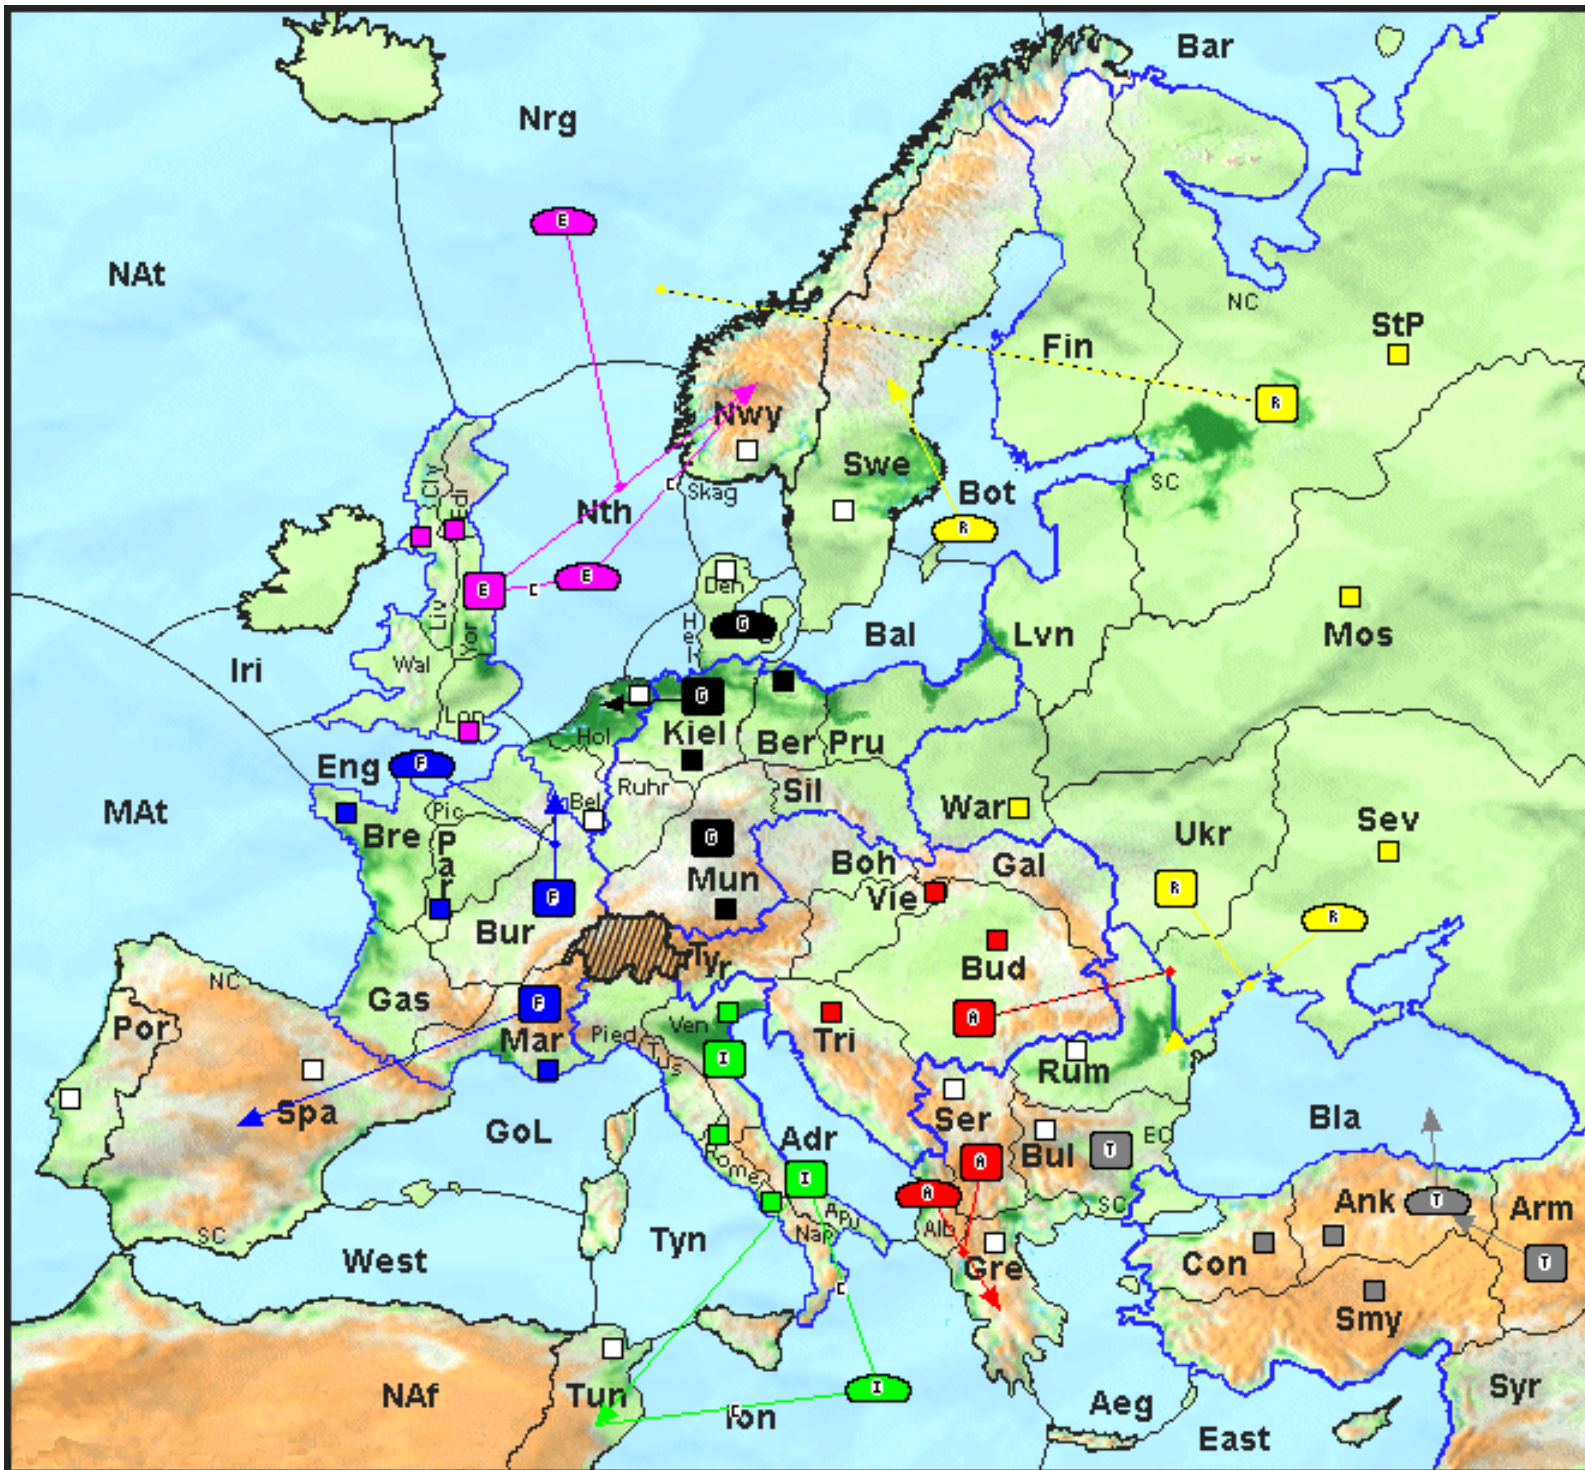 Bar
Nrg
E
NAt
NC
StP
Fin
R
Nwy
Swe
Bot
SC
Skag
C
Nth
Cly
Edi
R
E
E
C
Den
Hel
G
Bal
Lvn
Mos
Iri
Liv
Yor
Wal
G
Lon
Kiel
Ber
Pru
Hol
Eng
F
Ruhr
Sil
War
MAt
Pic
Bel
Bre
Par
G
Ukr
Sev
Boh
Gal
Mun
Vie
R
R
F
Bur
Tyr
Bud
NC
Gas
F
A
Por
Mar
Pied
Ven
Tri
Tus
I
Rum
Spa
GoL
Ser
Bla
Adr
Bul
T
EC
Rome
I
A
A
SC
Ank
T
Arm
Apu
Nap
Alb
SC
Tyn
West
Con
Gre
T
C
Smy
I
NAf
Tun
C
Ion
Aeg
Syr
East